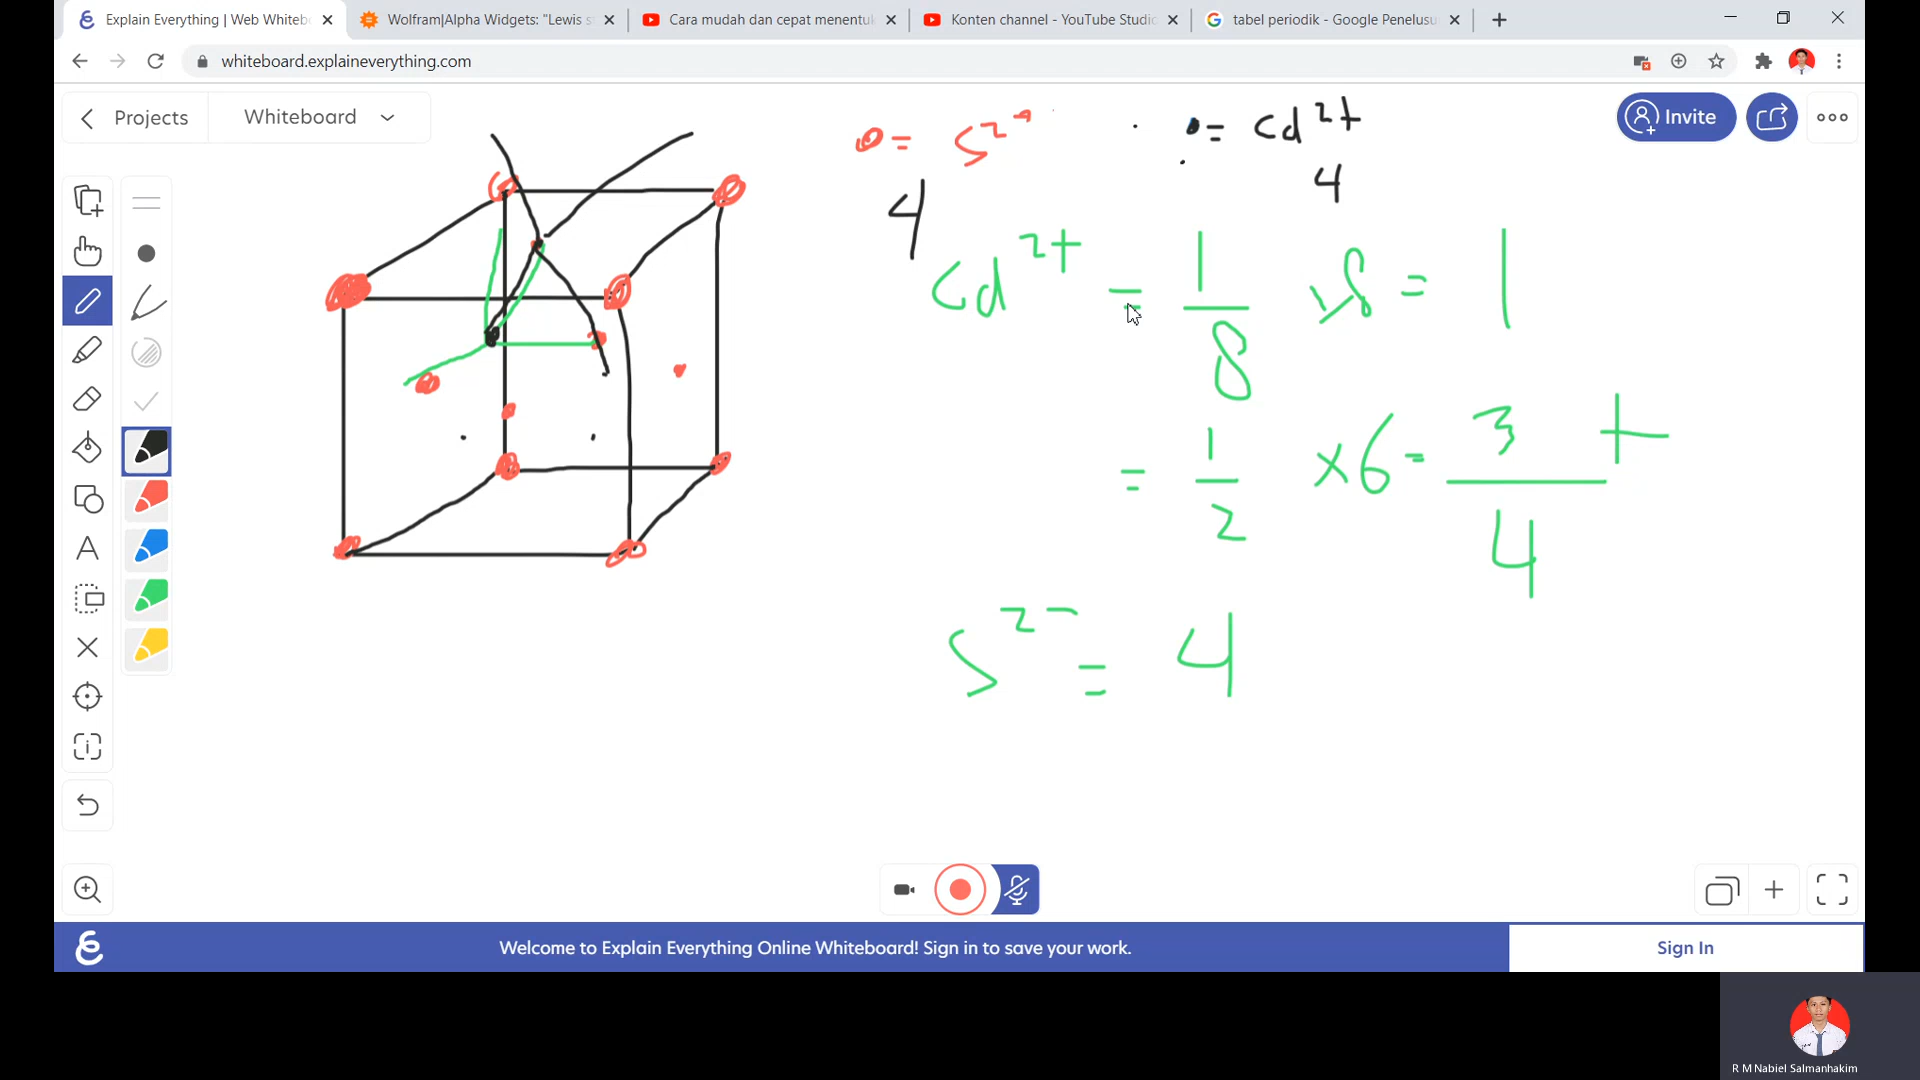 Explain Everything | Web Whitebo
Wolfram|Alpha Widgets: "Lewis s
Cara mudah dan cepat menentuk
Konten channel - YouTube Studio
tabel periodik - Google Penelusu
whiteboard.explaineverything.com
Projects
Whiteboard
Invite
= S²⁻
= Cd²⁺
4
4
Cd²⁺ = 1/8 x8 = 1
= 1/2 x6 = 3 +
4
S²⁻ = 4
A
Welcome to Explain Everything Online Whiteboard! Sign in to save your work.
Sign In
R M Nabiel Salmanhakim